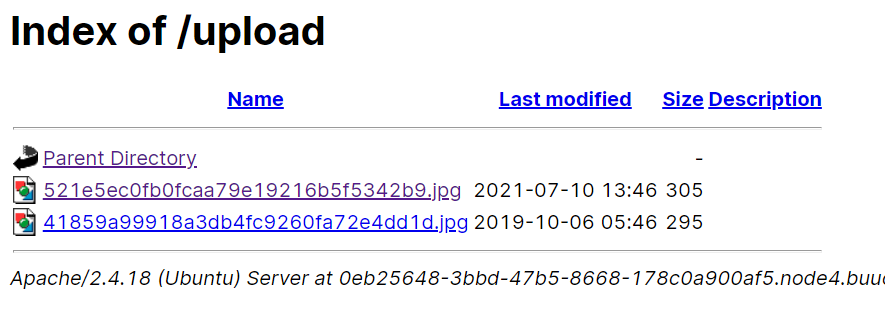 Index of /upload
Name Last modified Size Description
Parent Directory -
521e5ec0fb0fcaa79e19216b5f5342b9.jpg 2021-07-10 13:46 305
41859a99918a3db4fc9260fa72e4dd1d.jpg 2019-10-06 05:46 295
Apache/2.4.18 (Ubuntu) Server at 0eb25648-3bbd-47b5-8668-178c0a900af5.node4.buuc